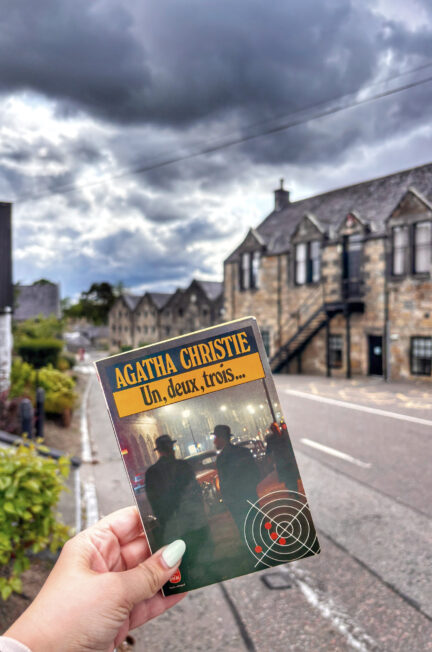 AGATHA CHRISTIE
Un, deux, trois...